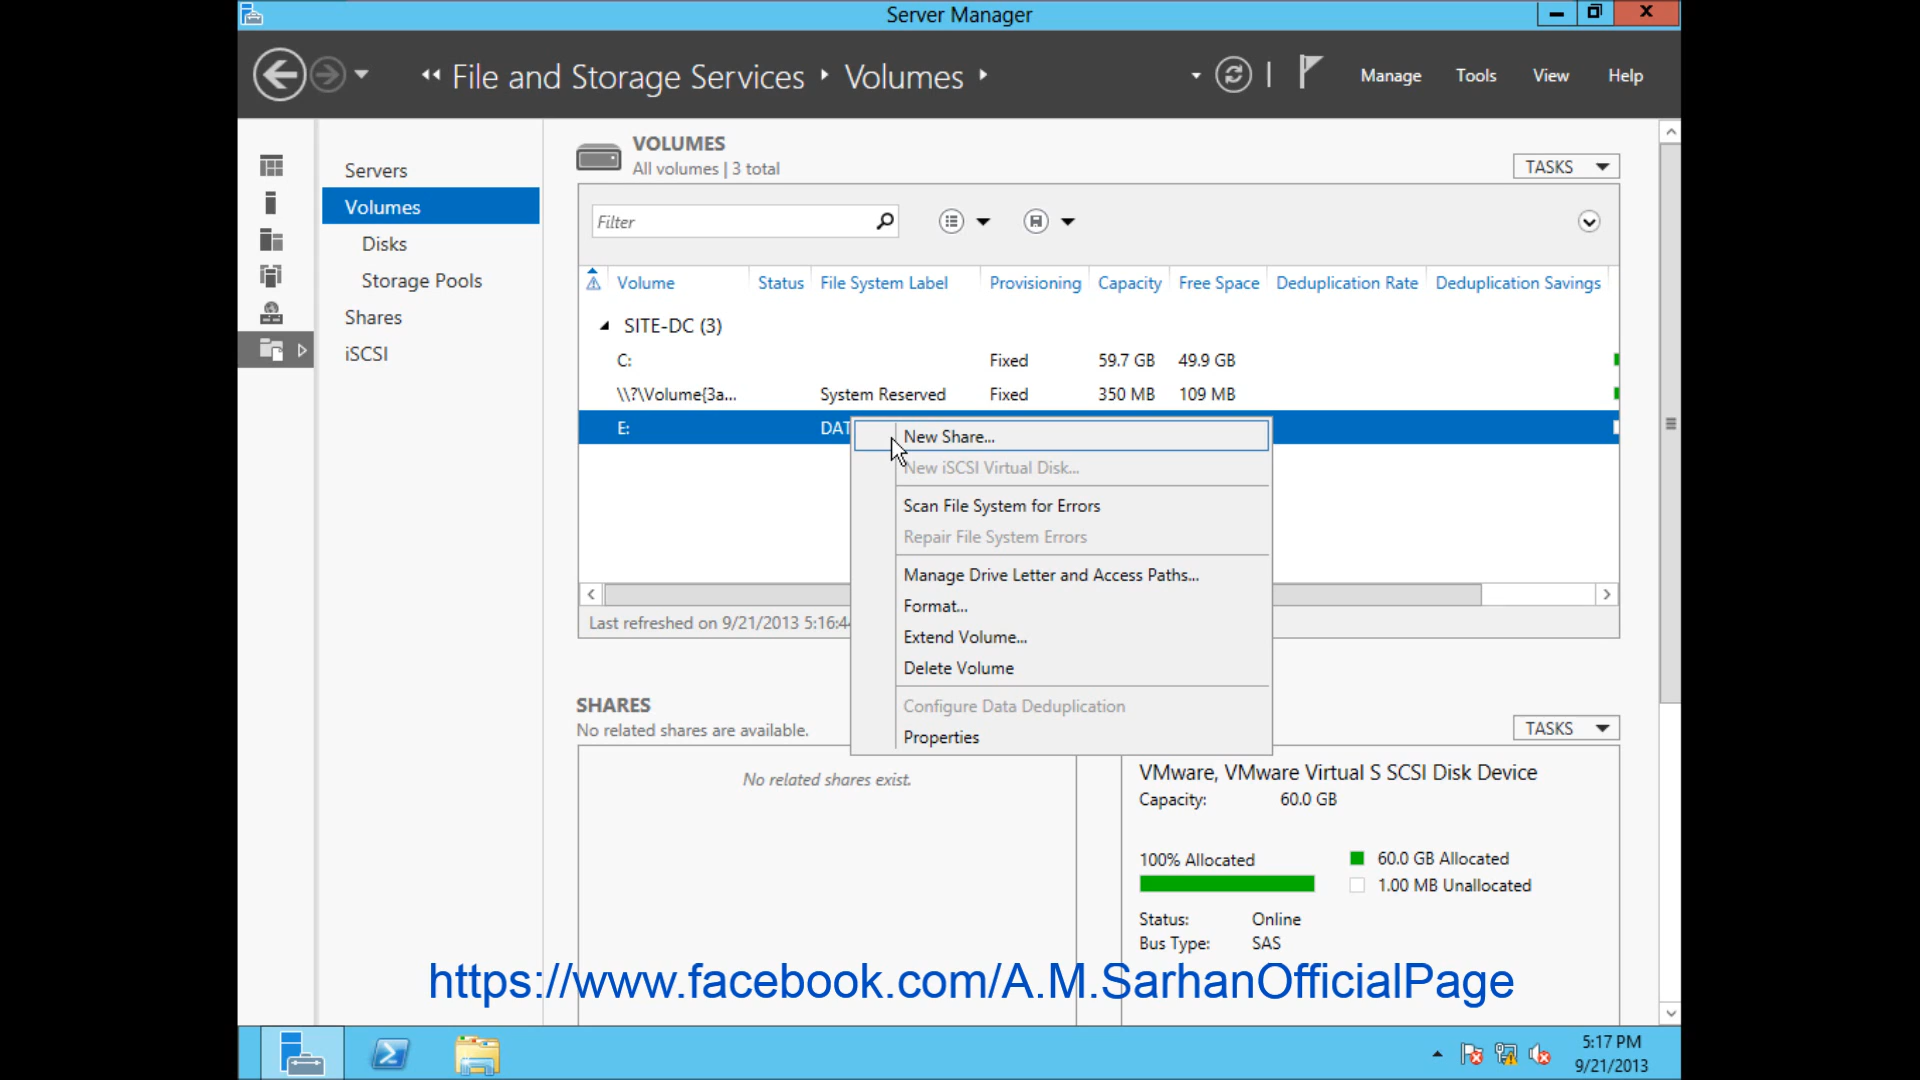 Server Manager
File and Storage Services Volumes
Manage Tools View Help
Servers
Volumes
Disks
Storage Pools
Shares
iSCSI
VOLUMES
All volumes | 3 total
TASKS
Filter
Volume Status File System Label Provisioning Capacity Free Space Deduplication Rate Deduplication Savings
SITE-DC (3)
C: Fixed 59.7 GB 49.9 GB
\\?\Volume{3a... System Reserved Fixed 350 MB 109 MB
E: DAT
New Share...
New iSCSI Virtual Disk...
Scan File System for Errors
Repair File System Errors
Manage Drive Letter and Access Paths...
Format...
Extend Volume...
Delete Volume
Configure Data Deduplication
Properties
Last refreshed on 9/21/2013 5:16:44
SHARES
No related shares are available.
No related shares exist.
TASKS
VMware, VMware Virtual S SCSI Disk Device
Capacity: 60.0 GB
100% Allocated
60.0 GB Allocated
1.00 MB Unallocated
Status: Online
Bus Type: SAS
https://www.facebook.com/A.M.SarhanOfficialPage
5:17 PM
9/21/2013